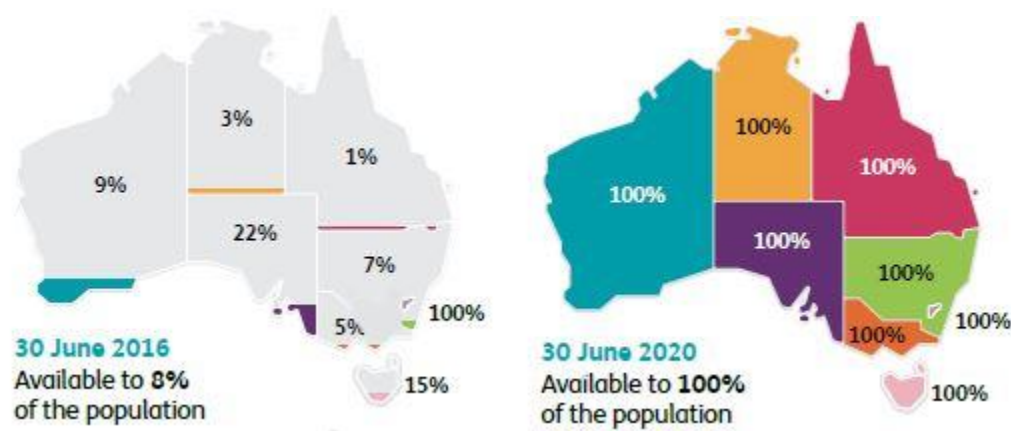 3%
1%
9%
22%
7%
100%
5%
15%
30 June 2016
Available to 8%
of the population
100%
100%
100%
100%
100%
100%
100%
100%
30 June 2020
Available to 100%
of the population